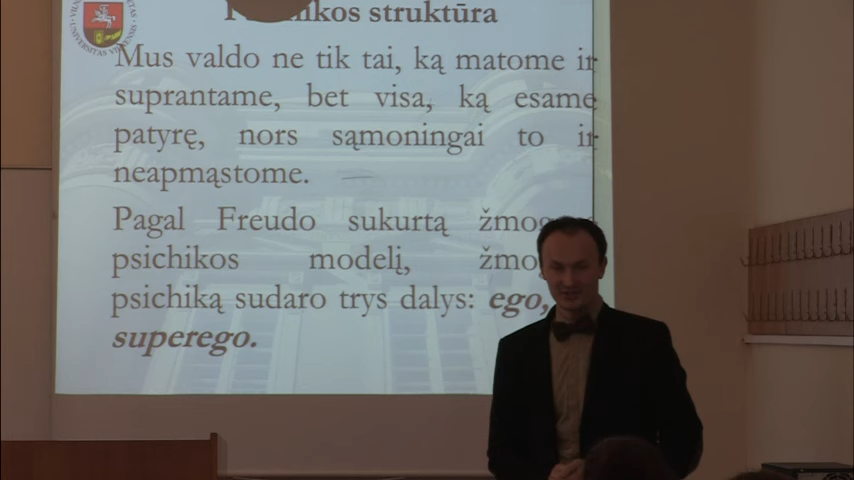 struktūra
Mus valdo ne tik tai, ką matome ir
suprantame, bet visa, ką esame
patyrę, nors sąmoningai to ir
neapmąstome.
Pagal Freudo sukurtą
psichikos modelį,
psichiką sudaro trys dalys: ego,
superego.
UNIVERSITAS